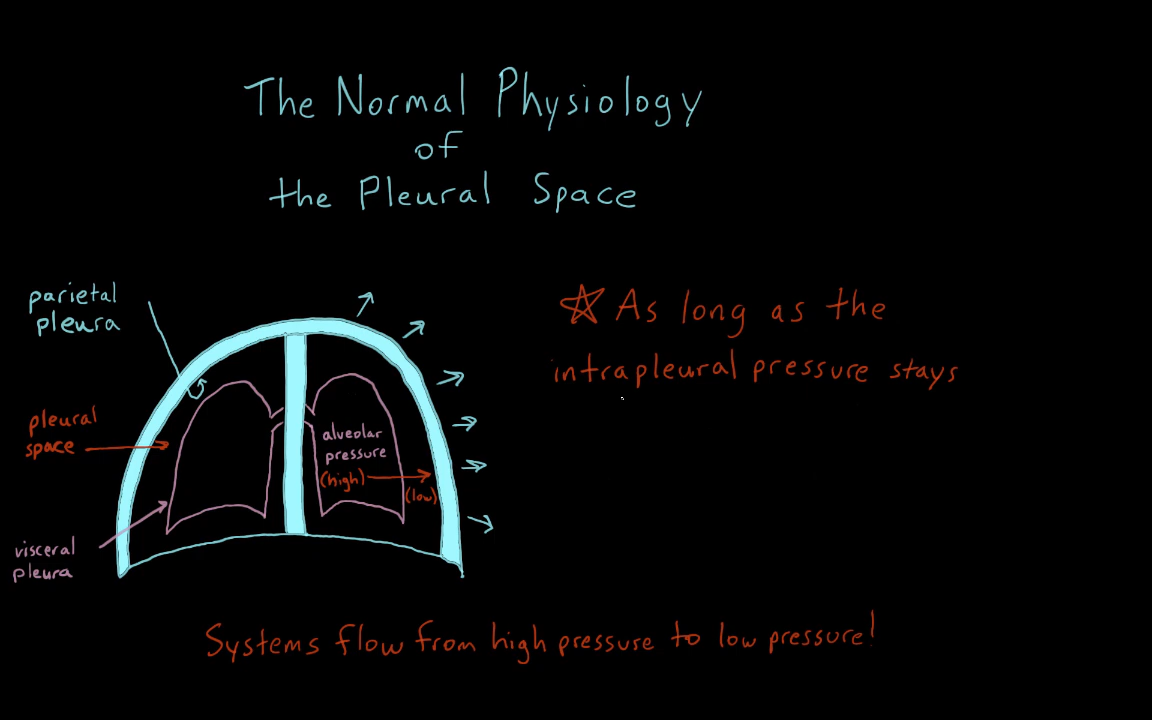 The Normal Physiology
of
the Pleural Space
parietal
pleura
☆ As long as the
intrapleural pressure stays
pleural
space
alveolar
pressure
(high)
(low)
visceral
pleura
Systems flow from high pressure to low pressure!